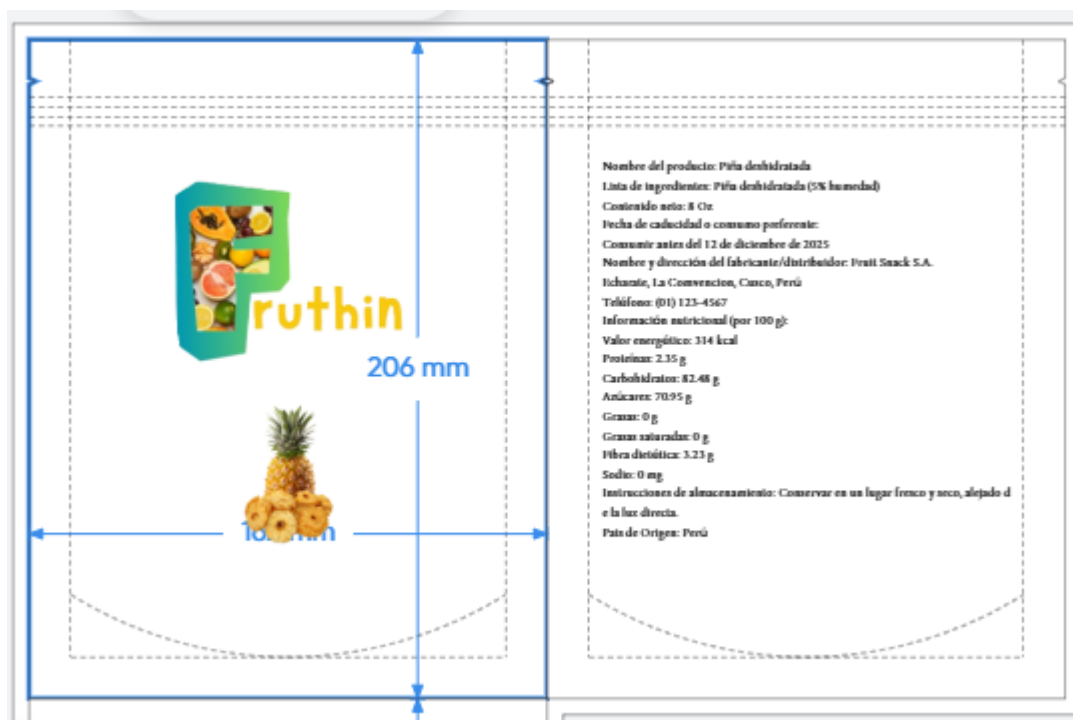 Fruthin
206 mm
mm
Nombre del producto: Piña deshidratada
Lista de ingredientes: Piña deshidratada (5% humedad)
Contenido neto: 8 Oz
Fecha de caducidad o consumo preferente:
Consumir antes del 12 de diciembre de 2025
Nombre y dirección del fabricante/distribuidor: Fruit Snack S.A.
Echarate, La Convencion, Cusco, Perú
Teléfono: (01) 123-4567
Información nutricional (por 100 g):
Valor energético: 314 kcal
Proteínas: 2.35 g
Carbohidratos: 82.48 g
Azúcares: 70.95 g
Grasas: 0 g
Grasas saturadas: 0 g
Fibra dietética: 3.23 g
Sodio: 0 mg
Instrucciones de almacenamiento: Conservar en un lugar fresco y seco, alejado d
e la luz directa.
País de Origen: Perú